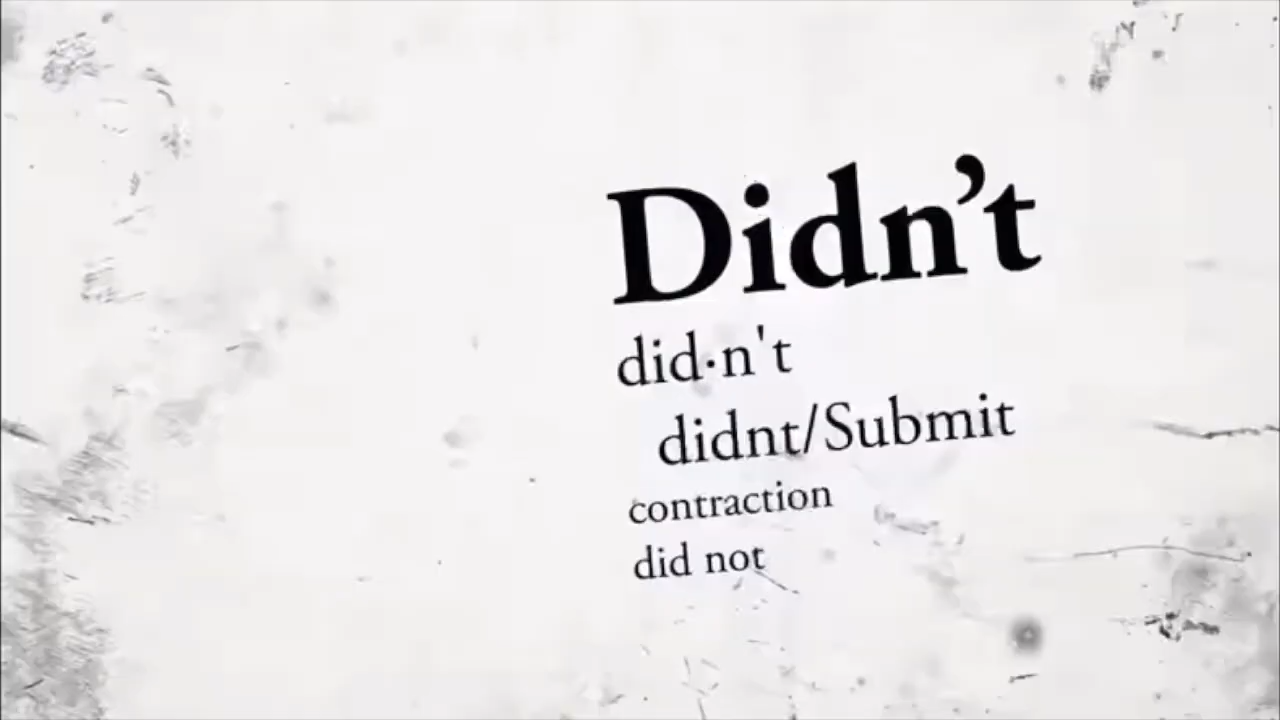 Didn’t
did·n't
didnt/Submit
contraction
did not